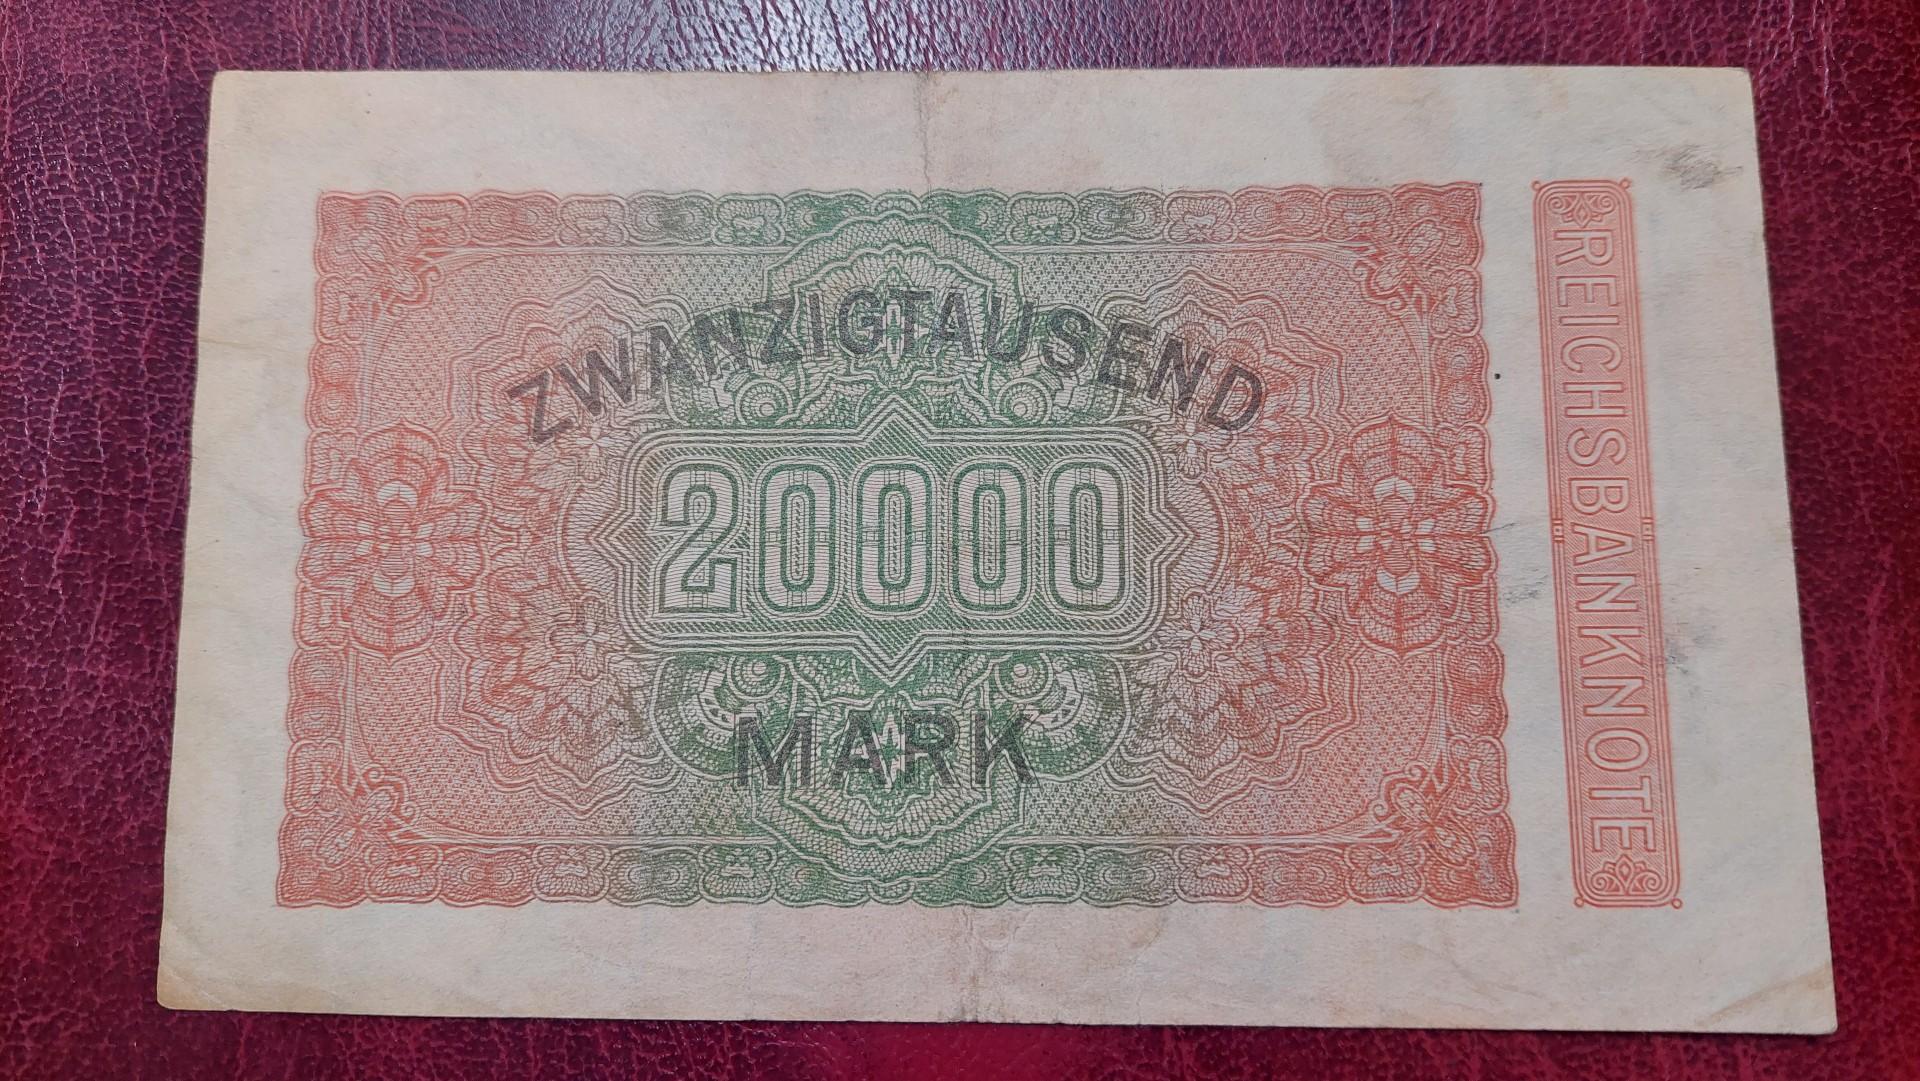 ZWANZIGTAUSEND
20000
MARK
REICHSBANKNOTE